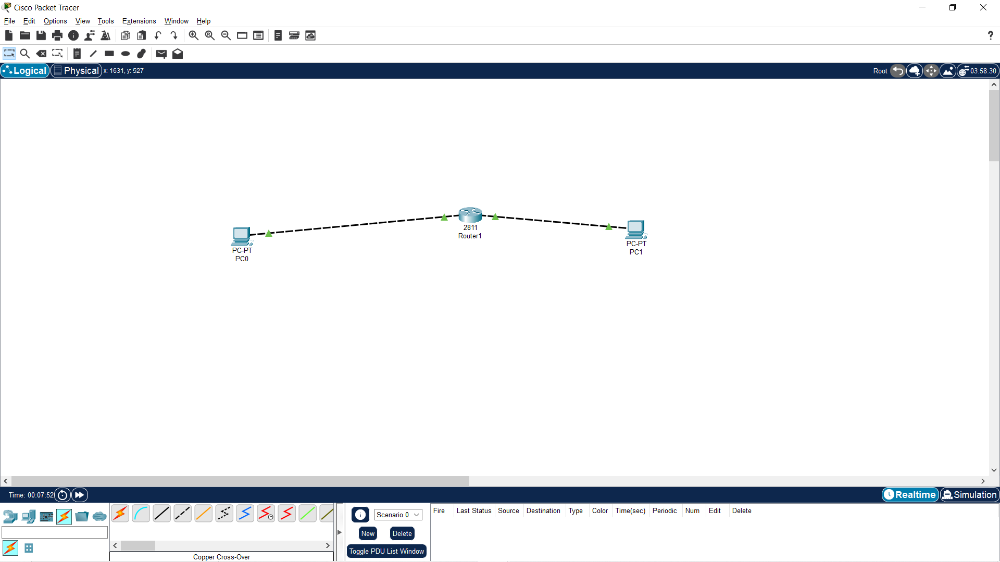 Cisco Packet Tracer
File Edit Options View Tools Extensions Window Help
?
Logical Physical x: 1631, y: 527 Root 03:58:30
2811
Router1
PC-PT
PC0
PC-PT
PC1
Time: 00:07:52 Realtime Simulation
Scenario 0
New Delete
Toggle PDU List Window
Fire Last Status Source Destination Type Color Time(sec) Periodic Num Edit Delete
Copper Cross-Over